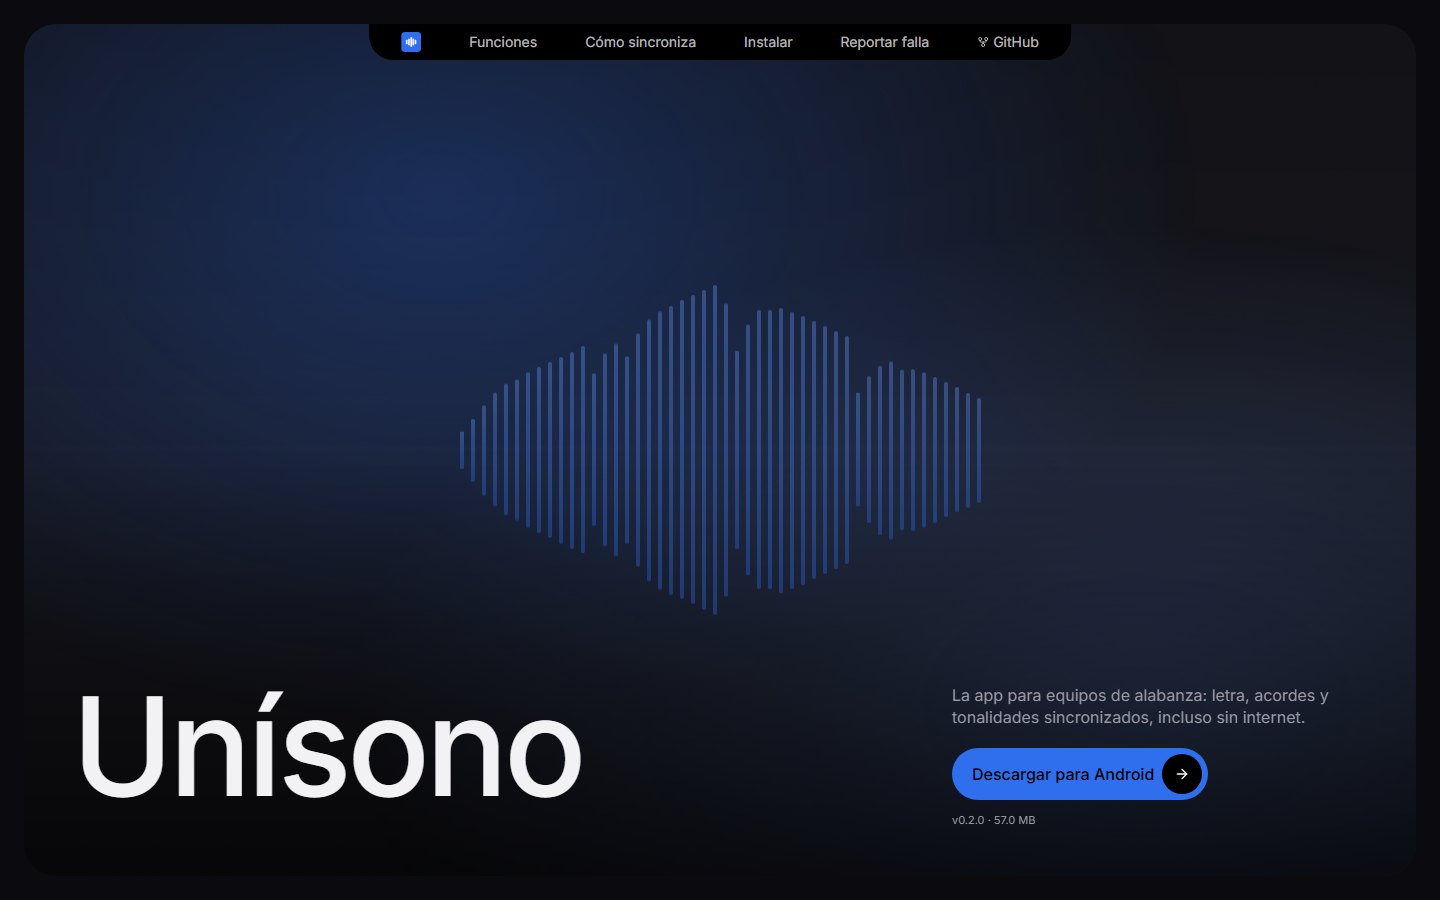 Funciones
Cómo sincroniza
Instalar
Reportar falla
GitHub
Unísono
La app para equipos de alabanza: letra, acordes y
tonalidades sincronizados, incluso sin internet.
Descargar para Android
v0.2.0 · 57.0 MB